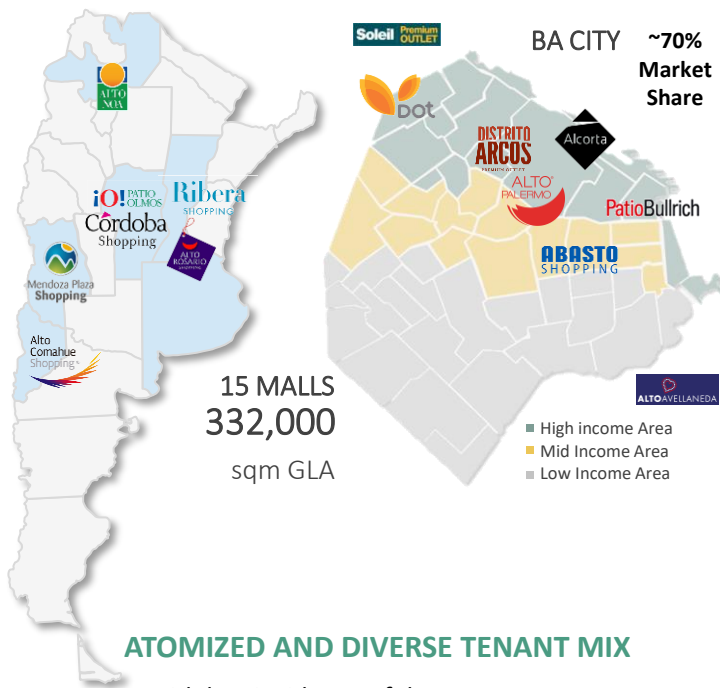 ALTO
NOA
¡O! PATIO
OLMOS
Córdoba
Shopping
Ribera
SHOPPING
ALTO
ROSARIO
SHOPPING
Mendoza Plaza
Shopping
Alto
Comahue
Shopping
15 MALLS
332,000
sqm GLA
Soleil Premium
OUTLET
BA CITY
~70%
Market
Share
DOT
DISTRITO
ARCOS
PREMIUM OUTLET
Alcorta
ALTO
PALERMO
PatioBullrich
ABASTO
SHOPPING
ALTOAVELLANEDA
High income Area
Mid Income Area
Low Income Area
ATOMIZED AND DIVERSE TENANT MIX